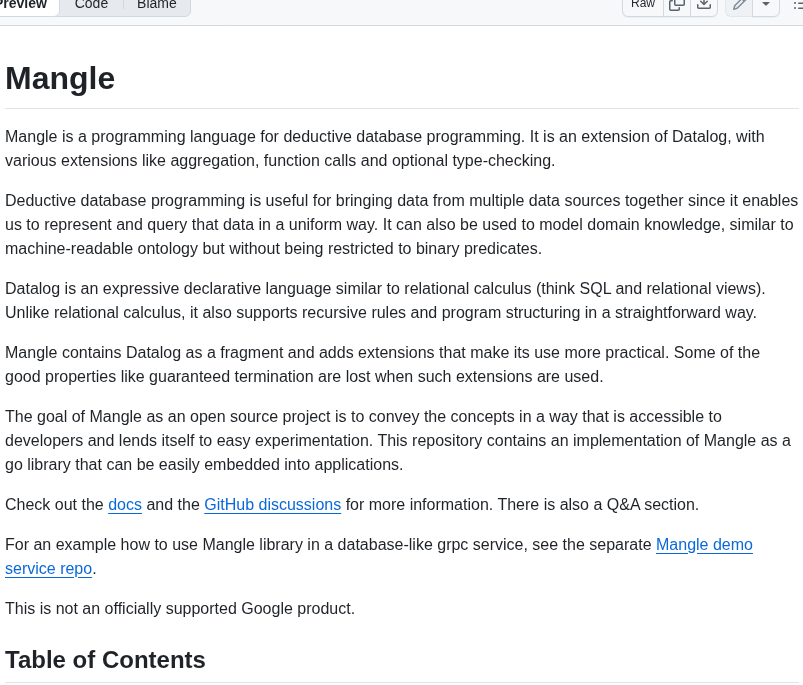 Preview Code Blame Raw
Mangle
Mangle is a programming language for deductive database programming. It is an extension of Datalog, with
various extensions like aggregation, function calls and optional type-checking.
Deductive database programming is useful for bringing data from multiple data sources together since it enables
us to represent and query that data in a uniform way. It can also be used to model domain knowledge, similar to
machine-readable ontology but without being restricted to binary predicates.
Datalog is an expressive declarative language similar to relational calculus (think SQL and relational views).
Unlike relational calculus, it also supports recursive rules and program structuring in a straightforward way.
Mangle contains Datalog as a fragment and adds extensions that make its use more practical. Some of the
good properties like guaranteed termination are lost when such extensions are used.
The goal of Mangle as an open source project is to convey the concepts in a way that is accessible to
developers and lends itself to easy experimentation. This repository contains an implementation of Mangle as a
go library that can be easily embedded into applications.
Check out the docs and the GitHub discussions for more information. There is also a Q&A section.
For an example how to use Mangle library in a database-like grpc service, see the separate Mangle demo
service repo.
This is not an officially supported Google product.
Table of Contents